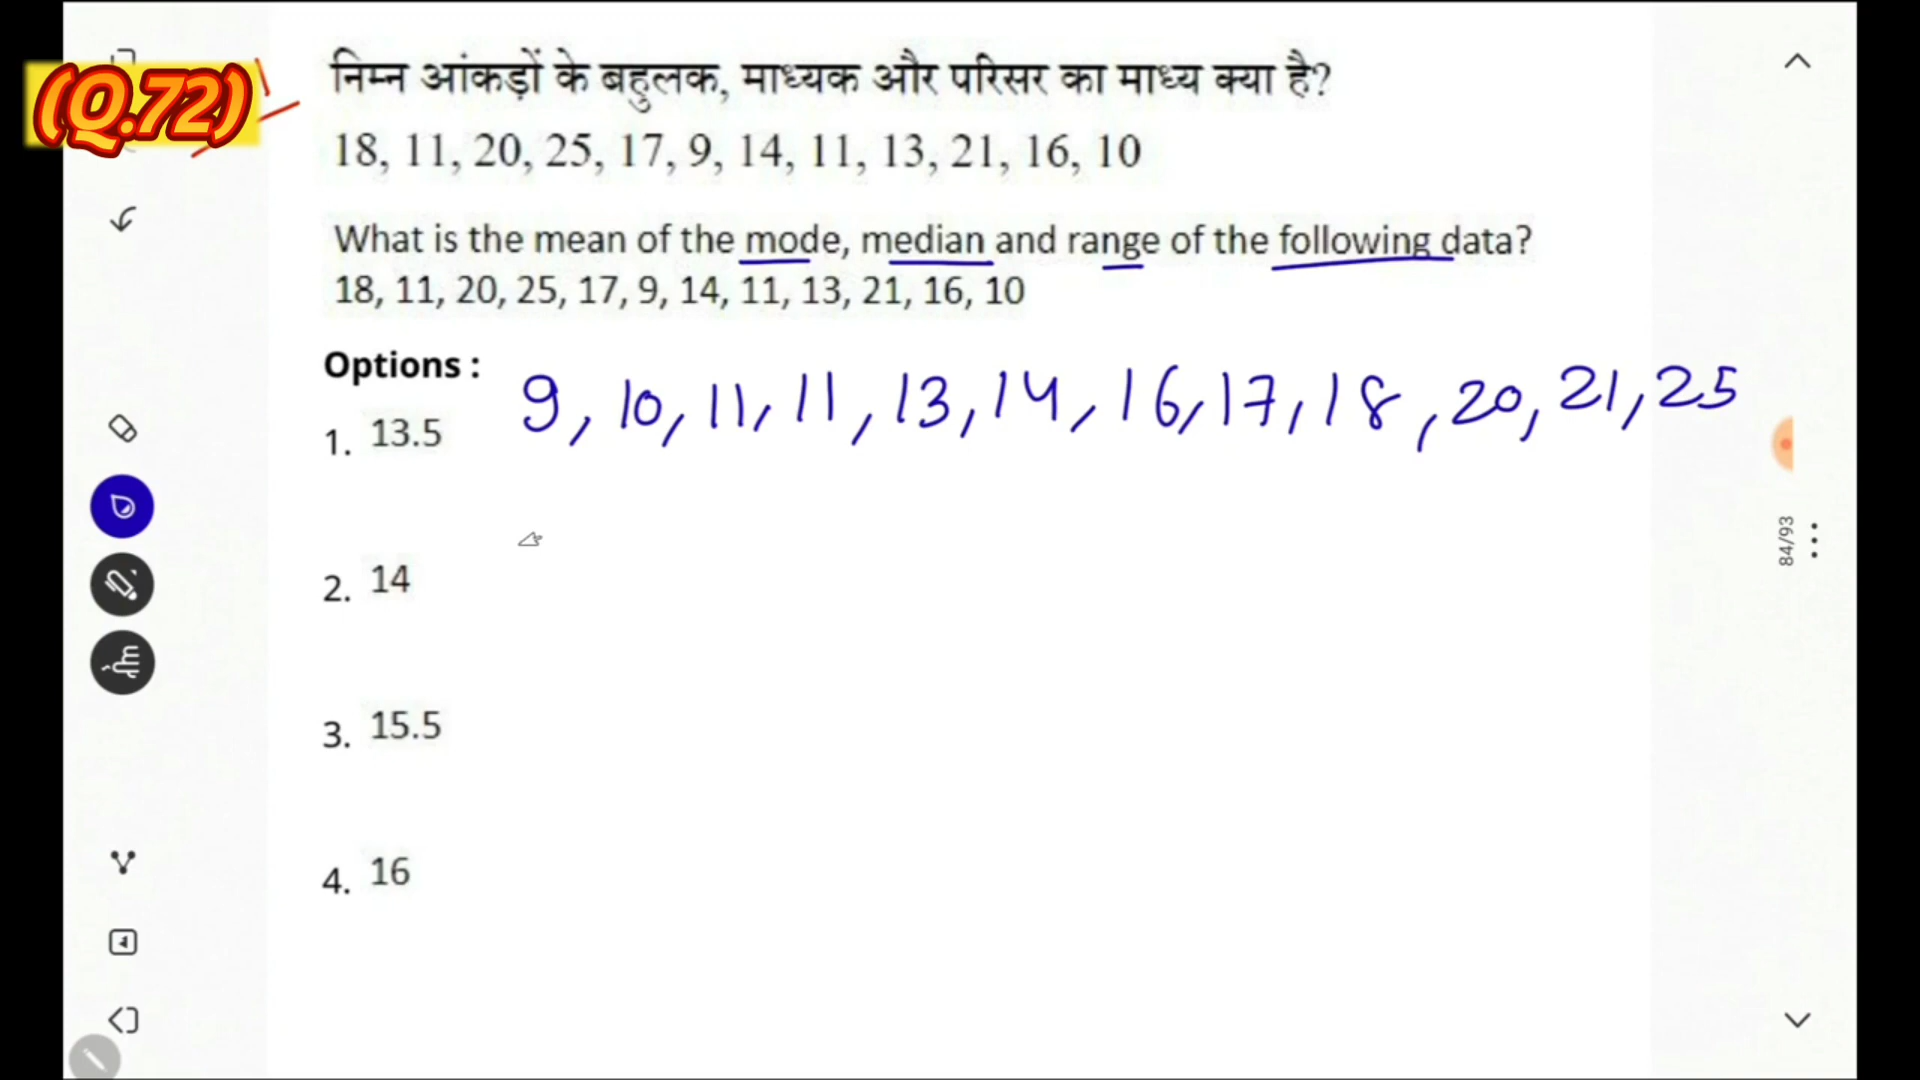 (Q.72)
निम्न आंकड़ों के बहुलक, माध्यक और परिसर का माध्य क्या है?
18, 11, 20, 25, 17, 9, 14, 11, 13, 21, 16, 10
What is the mean of the mode, median and range of the following data?
18, 11, 20, 25, 17, 9, 14, 11, 13, 21, 16, 10
Options :
9, 10, 11, 11, 13, 14, 16, 17, 18, 20, 21, 25
1. 13.5
2. 14
3. 15.5
4. 16
84/93